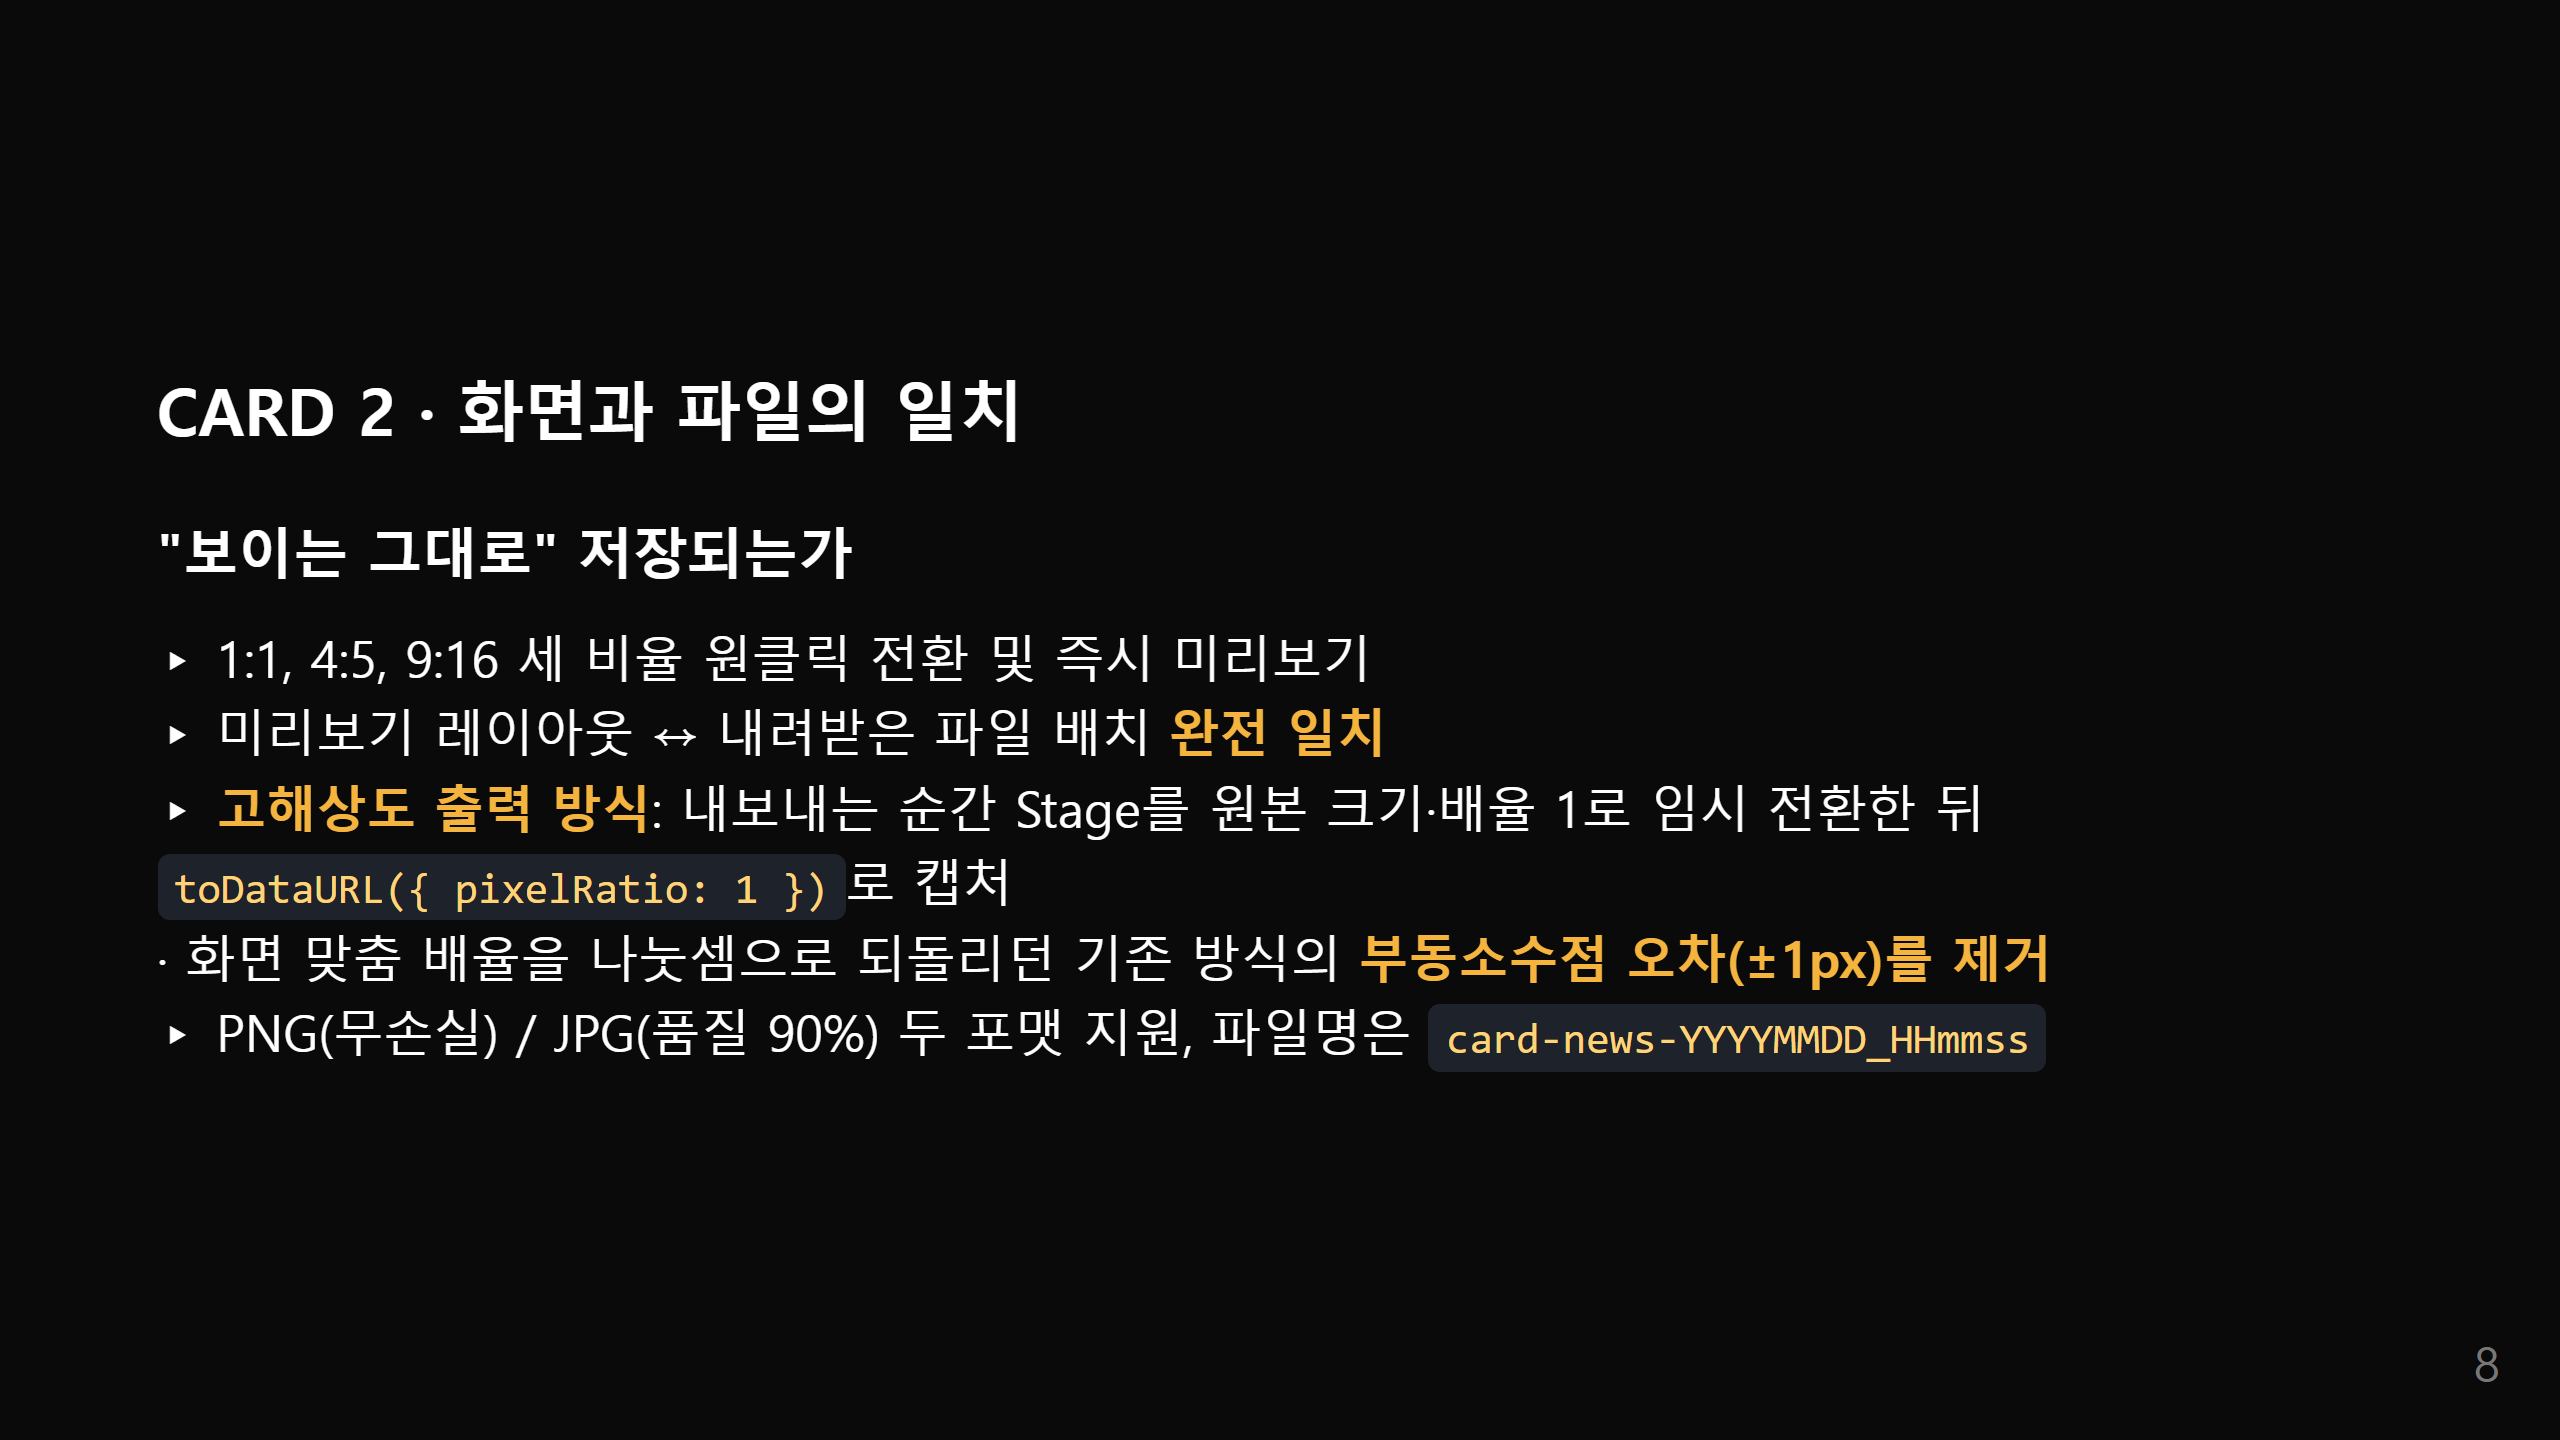 CARD 2 · 화면과 파일의 일치
"보이는 그대로" 저장되는가
▸ 1:1, 4:5, 9:16 세 비율 원클릭 전환 및 즉시 미리보기
▸ 미리보기 레이아웃 ↔ 내려받은 파일 배치 완전 일치
▸ 고해상도 출력 방식: 내보내는 순간 Stage를 원본 크기·배율 1로 임시 전환한 뒤
toDataURL({ pixelRatio: 1 })로 캡처
· 화면 맞춤 배율을 나눗셈으로 되돌리던 기존 방식의 부동소수점 오차(±1px)를 제거
▸ PNG(무손실) / JPG(품질 90%) 두 포맷 지원, 파일명은 card-news-YYYYMMDD_HHmmss
8